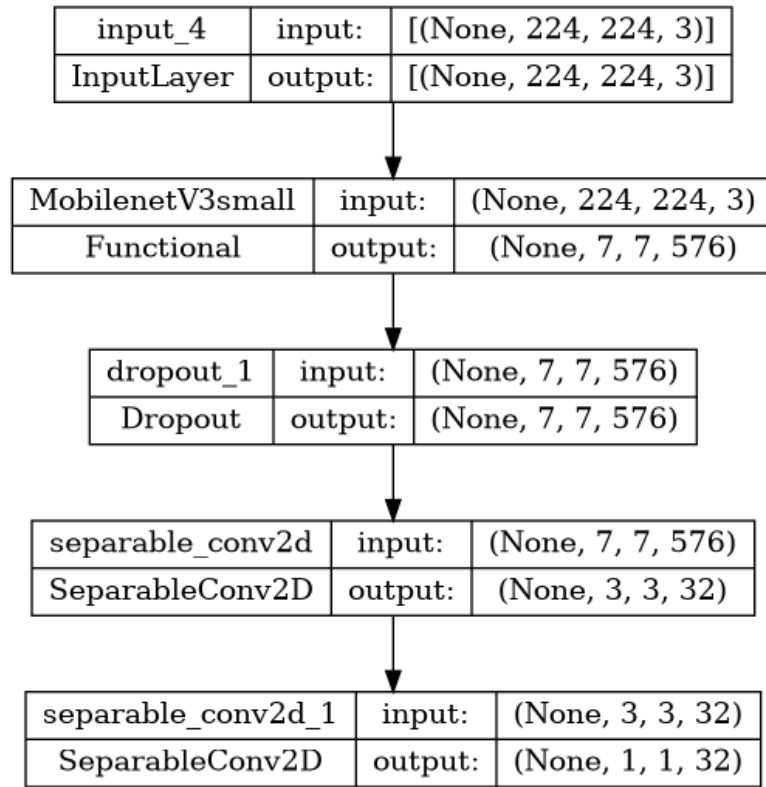 input_4 input: [(None, 224, 224, 3)]
InputLayer output: [(None, 224, 224, 3)]
MobilenetV3small input: (None, 224, 224, 3)
Functional output: (None, 7, 7, 576)
dropout_1 input: (None, 7, 7, 576)
Dropout output: (None, 7, 7, 576)
separable_conv2d input: (None, 7, 7, 576)
SeparableConv2D output: (None, 3, 3, 32)
separable_conv2d_1 input: (None, 3, 3, 32)
SeparableConv2D output: (None, 1, 1, 32)